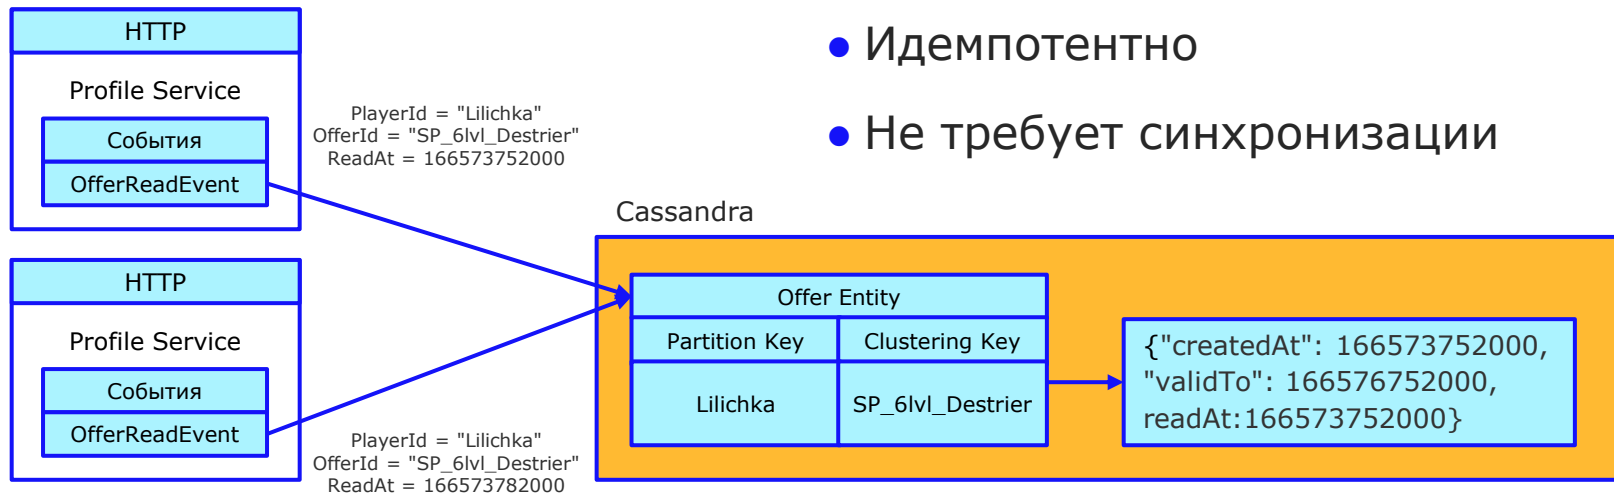 HTTP
Profile Service
События
OfferReadEvent
PlayerId = "Lilichka"
OfferId = "SP_6lvl_Destrier"
ReadAt = 166573752000
● Идемпотентно
● Не требует синхронизации
HTTP
Profile Service
События
OfferReadEvent
PlayerId = "Lilichka"
OfferId = "SP_6lvl_Destrier"
ReadAt = 166573782000
Cassandra
Offer Entity
Partition Key
Clustering Key
Lilichka
SP_6lvl_Destrier
{"createdAt": 166573752000,
"validTo": 166576752000,
readAt:166573752000}